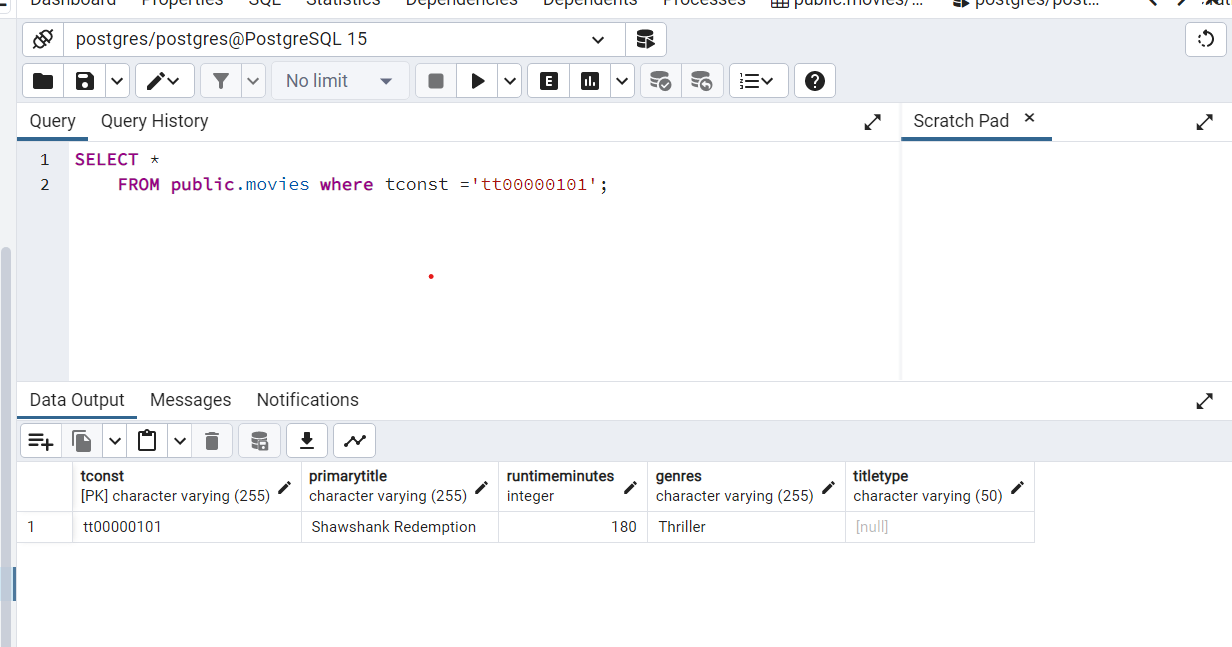 Dashboard Properties SQL Statistics Dependencies Dependents Processes public.movies/... postgres/post...
postgres/postgres@PostgreSQL 15
No limit E
Query Query History Scratch Pad
1 SELECT *
2 FROM public.movies where tconst ='tt00000101';
Data Output Messages Notifications
tconst primarytitle runtimeminutes genres titletype
[PK] character varying (255) character varying (255) integer character varying (255) character varying (50)
1 tt00000101 Shawshank Redemption 180 Thriller [null]